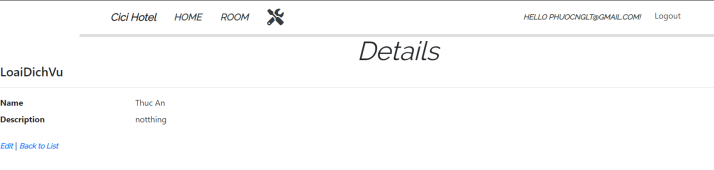 Cici Hotel HOME ROOM HELLO PHUOCNGLT@GMAIL.COM! Logout
Details
LoaiDichVu
Name Thuc An
Description notthing
Edit | Back to List